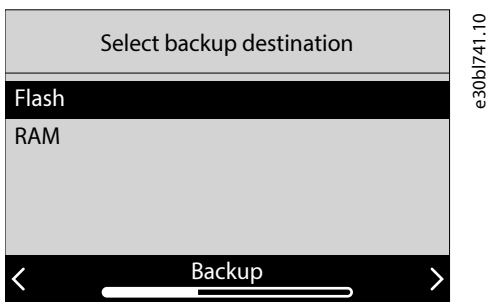 Select backup destination
Flash
RAM
Backup
e30bl741.10